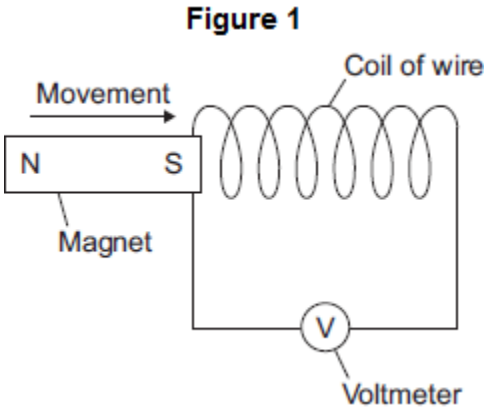 Figure 1
Coil of wire
Movement
N
S
Magnet
V
Voltmeter